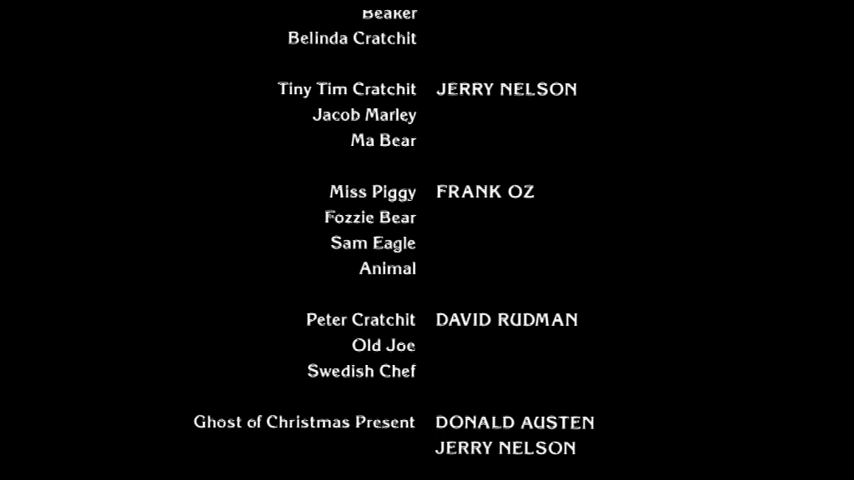 Beaker
Belinda Cratchit
Tiny Tim Cratchit JERRY NELSON
Jacob Marley
Ma Bear
Miss Piggy FRANK OZ
Fozzie Bear
Sam Eagle
Animal
Peter Cratchit DAVID RUDMAN
Old Joe
Swedish Chef
Ghost of Christmas Present DONALD AUSTEN
JERRY NELSON